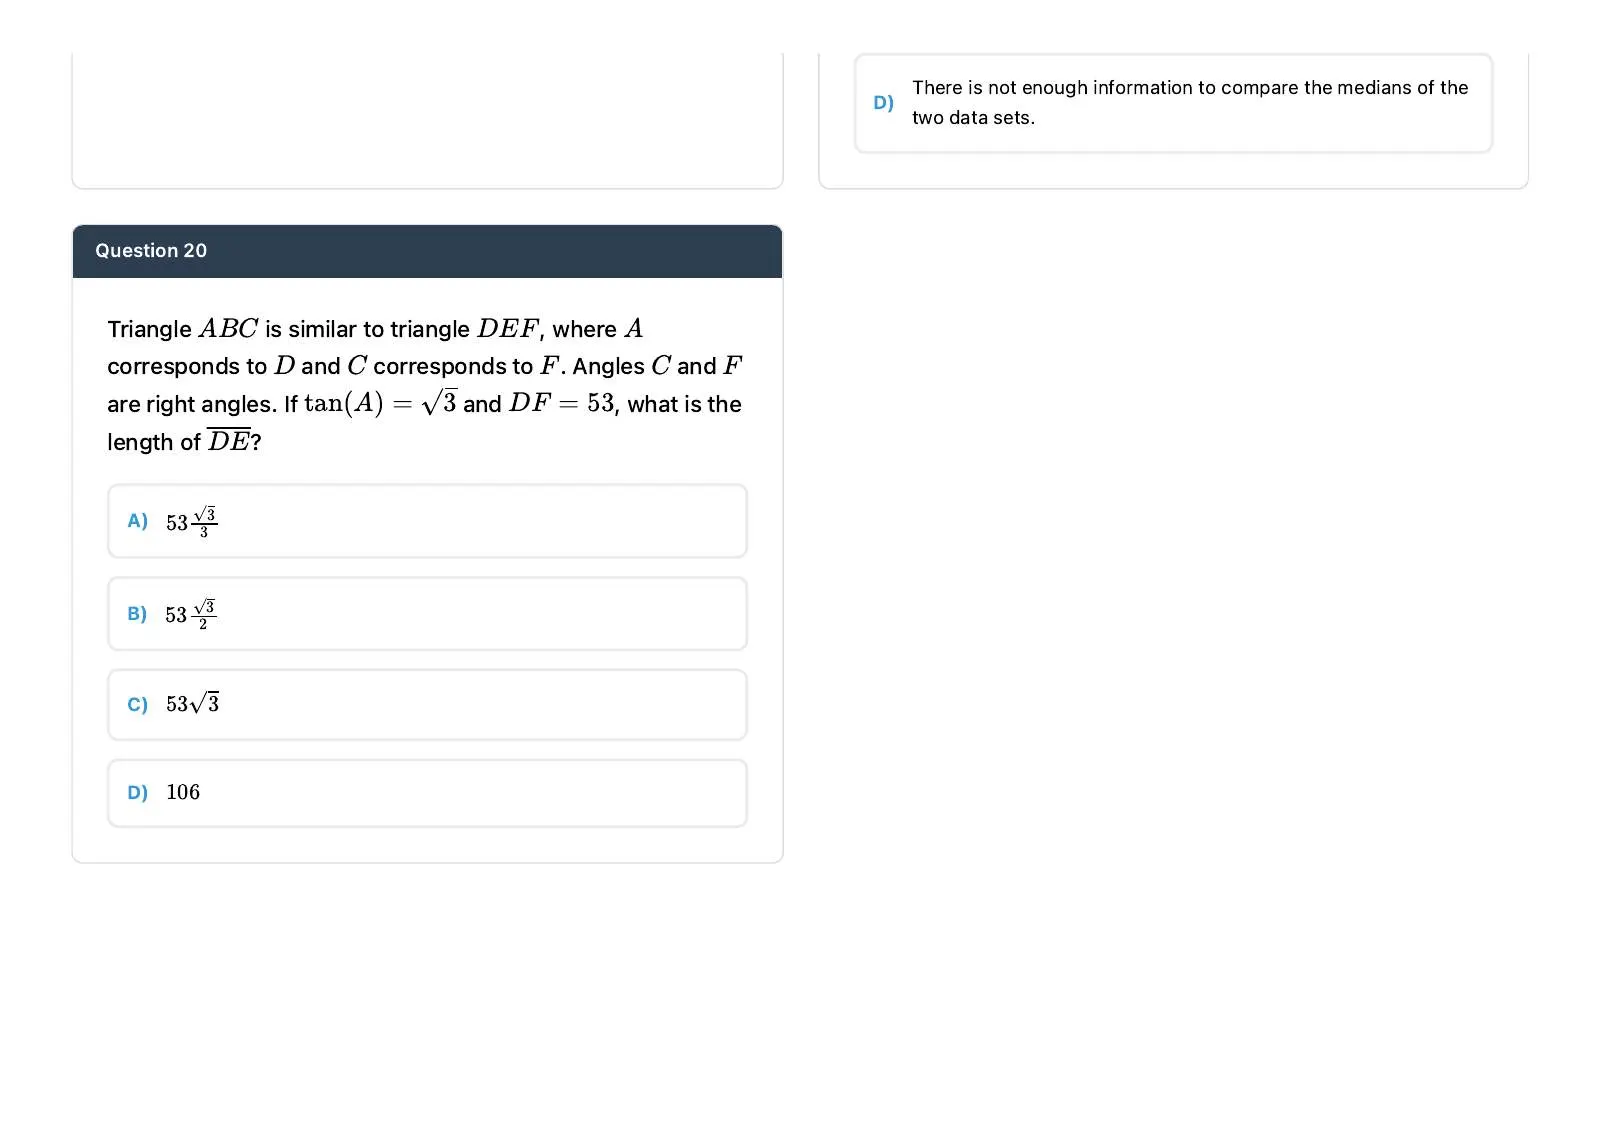 D) There is not enough information to compare the medians of the
two data sets.
Question 20
Triangle ABC is similar to triangle DEF, where A
corresponds to D and C corresponds to F. Angles C and F
are right angles. If tan(A) = √3 and DF = 53, what is the
length of D̅E̅?
A) 53 √3/3
B) 53 √3/2
C) 53√3
D) 106